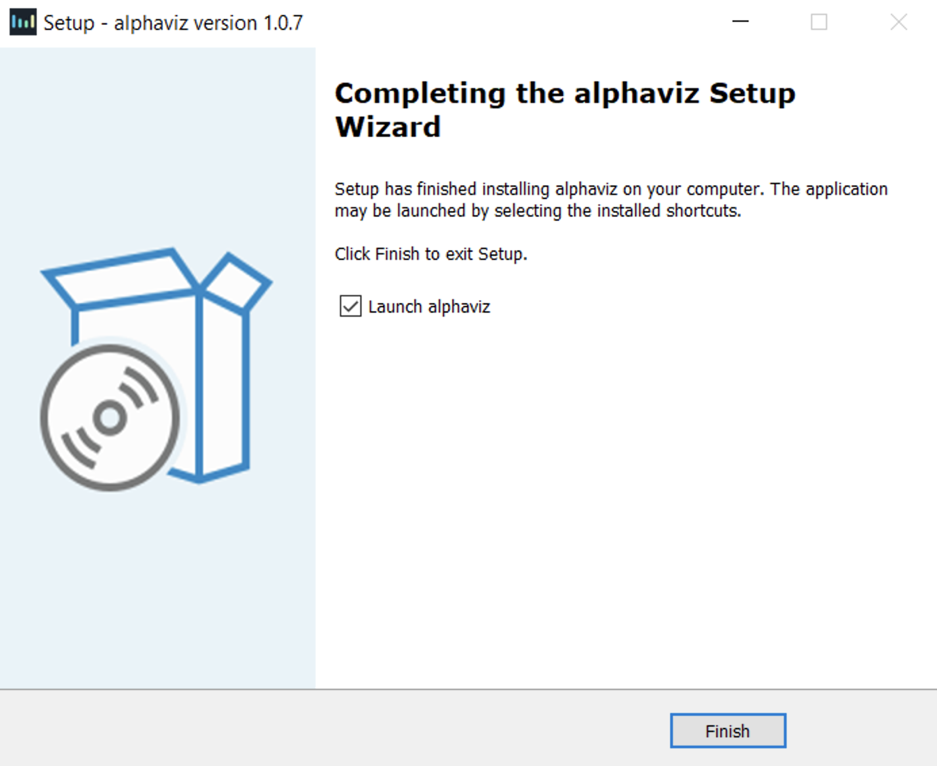 Setup - alphaviz version 1.0.7
Completing the alphaviz Setup
Wizard
Setup has finished installing alphaviz on your computer. The application
may be launched by selecting the installed shortcuts.
Click Finish to exit Setup.
Launch alphaviz
Finish